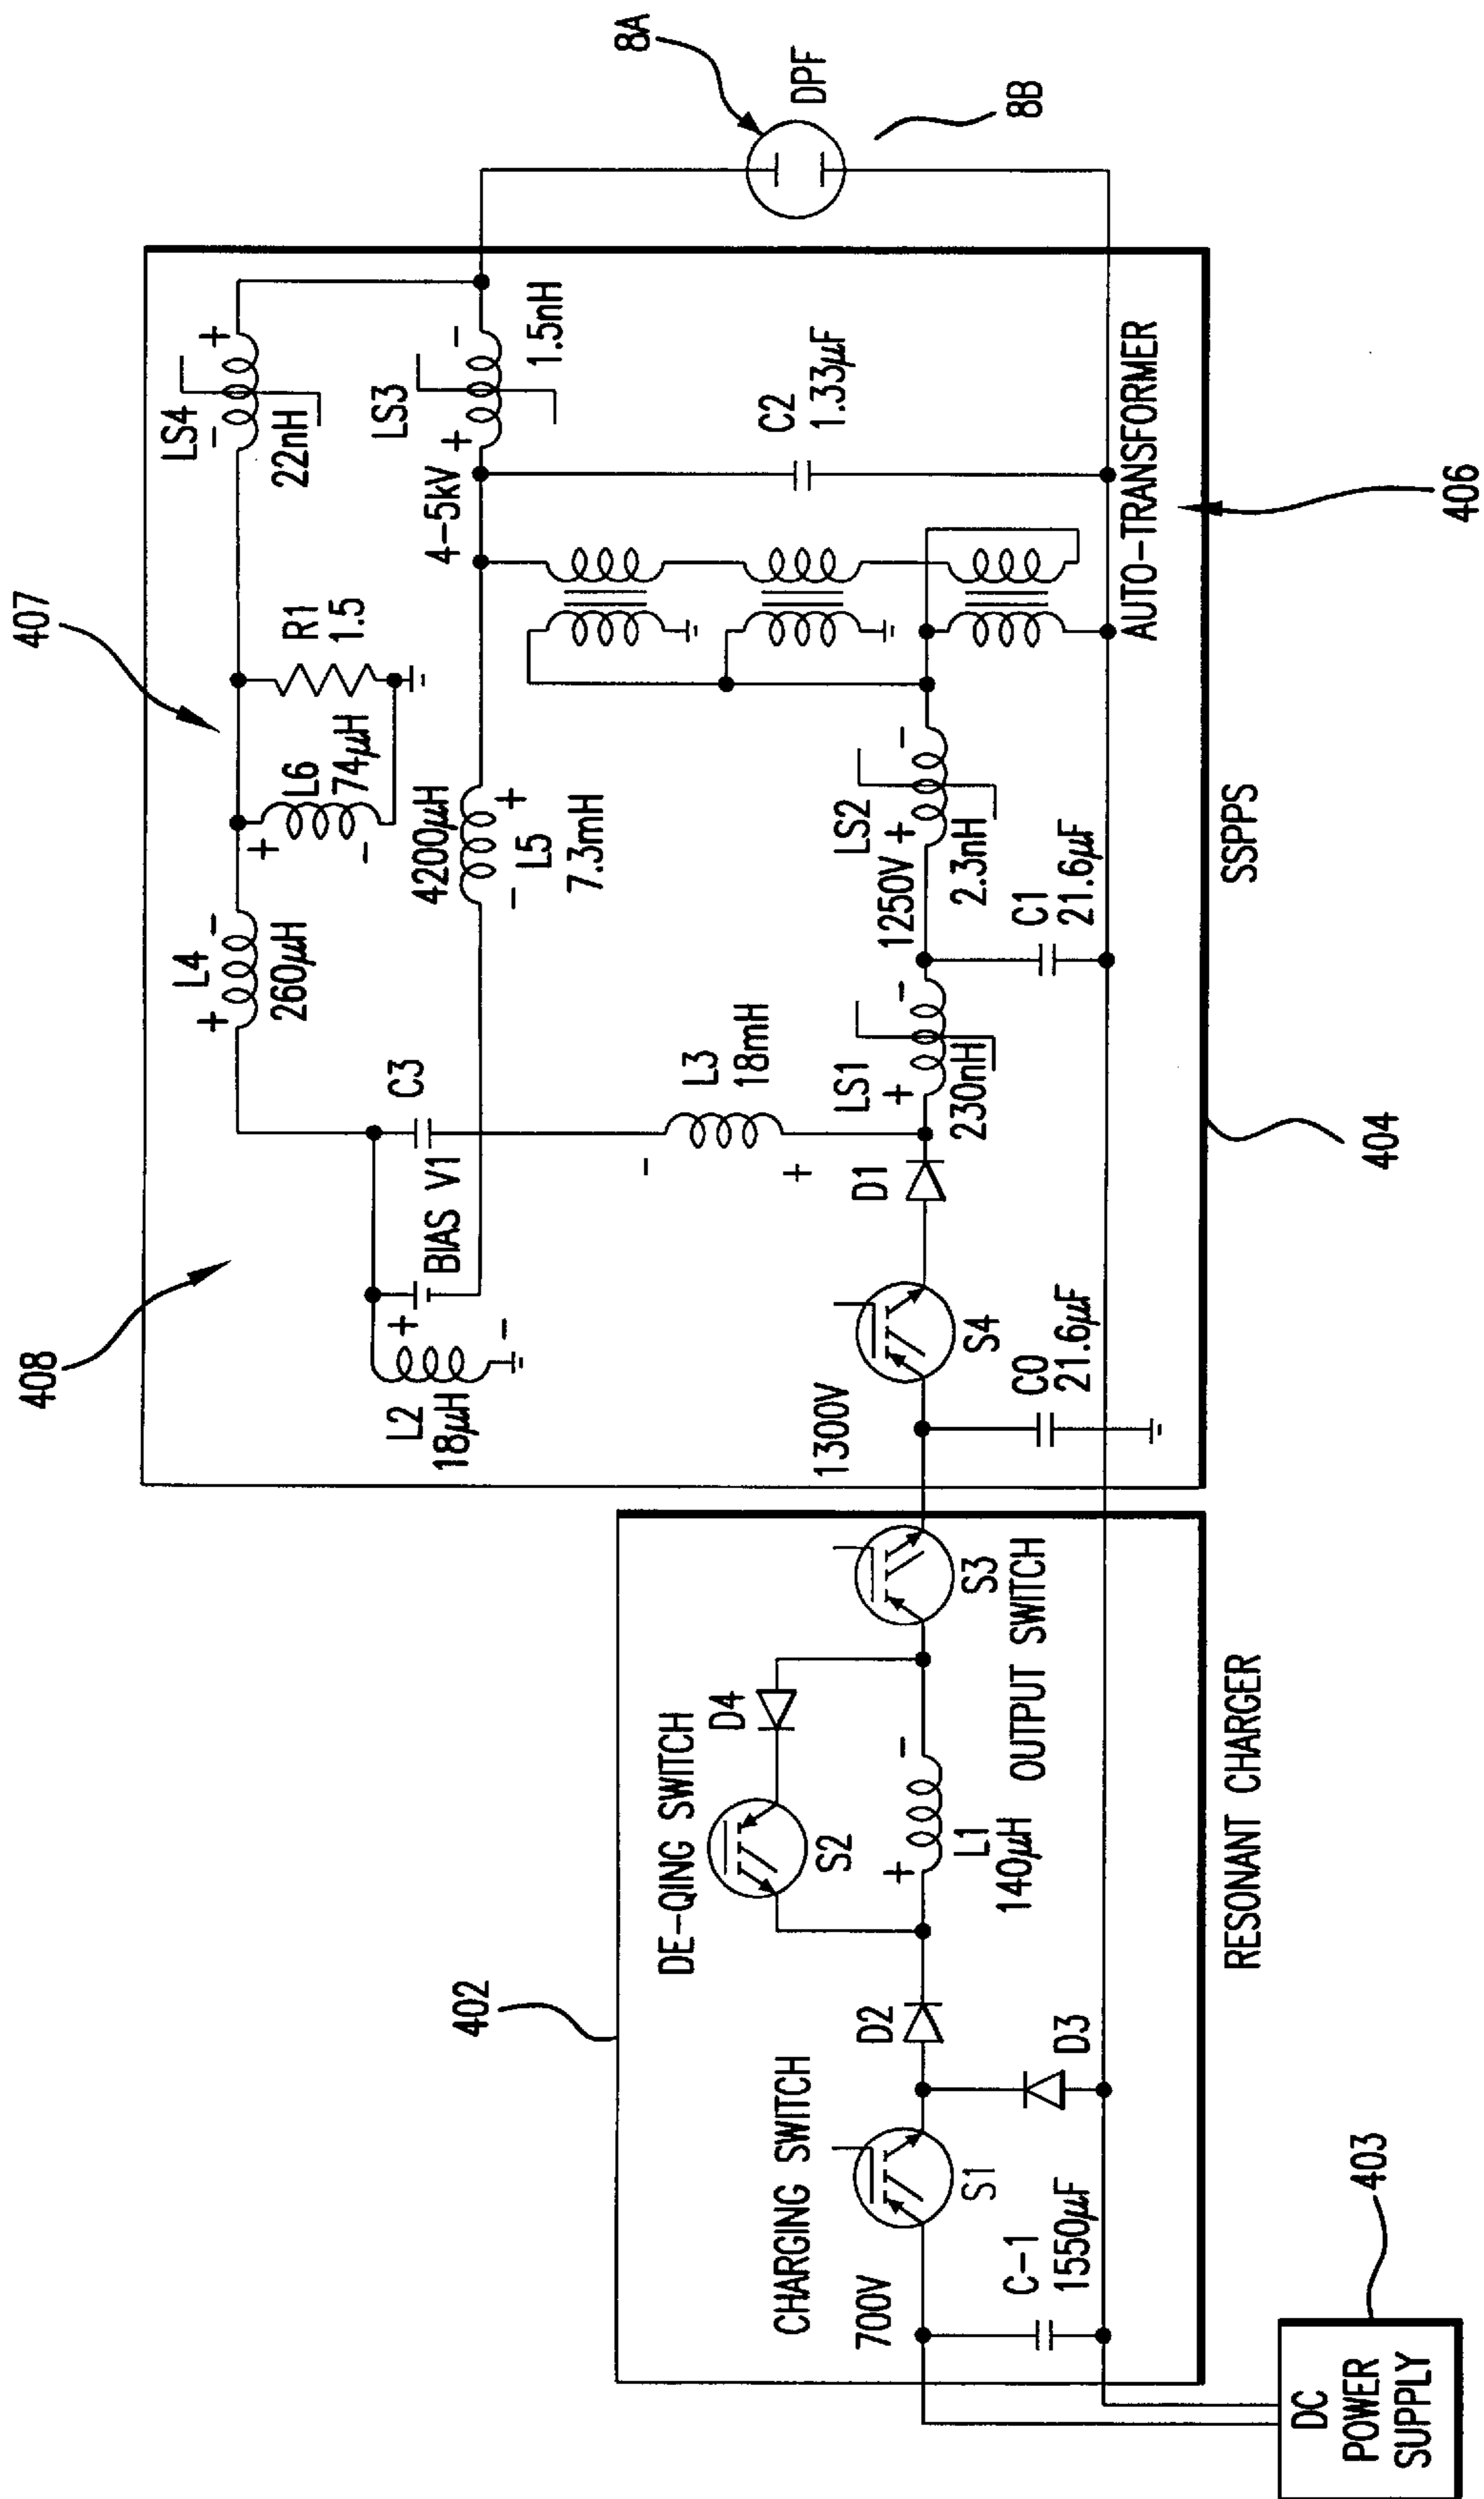 407
408
LS4
22nH
R1
1.5
L6
74µH
L4
260µH
8A
DPF
8B
LS3
1.5nH
4-5kV
C2
1.33µF
4200µH
L5
7.3mH
C3
BIAS V1
L2
18µH
L3
18mH
LS1
230nH
1250V
LS2
2.3nH
C1
21.6µF
AUTO-TRANSFORMER
406
D1
S4
1300V
C0
21.6µF
SSPPS
404
402
DE-QING SWITCH
D4
S2
L1
140µH
S3
OUTPUT SWITCH
CHARGING SWITCH
D2
D3
S1
700V
C-1
1550µF
RESONANT CHARGER
403
DC
POWER
SUPPLY